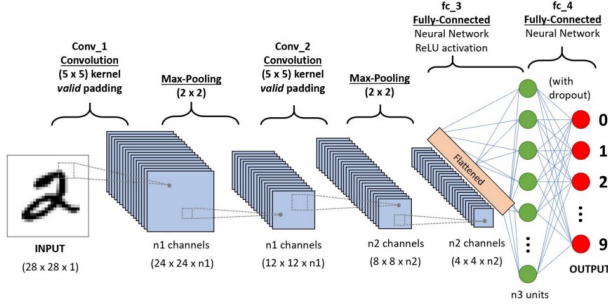 Conv_1
Convolution
(5 x 5) kernel
valid padding
Max-Pooling
(2 x 2)
Conv_2
Convolution
(5 x 5) kernel
valid padding
Max-Pooling
(2 x 2)
fc_3
Fully-Connected
Neural Network
ReLU activation
fc_4
Fully-Connected
Neural Network
(with
dropout)
Flattened
0
1
2
...
9
OUTPUT
INPUT
(28 x 28 x 1)
n1 channels
(24 x 24 x n1)
n1 channels
(12 x 12 x n1)
n2 channels
(8 x 8 x n2)
n2 channels
(4 x 4 x n2)
...
n3 units
2